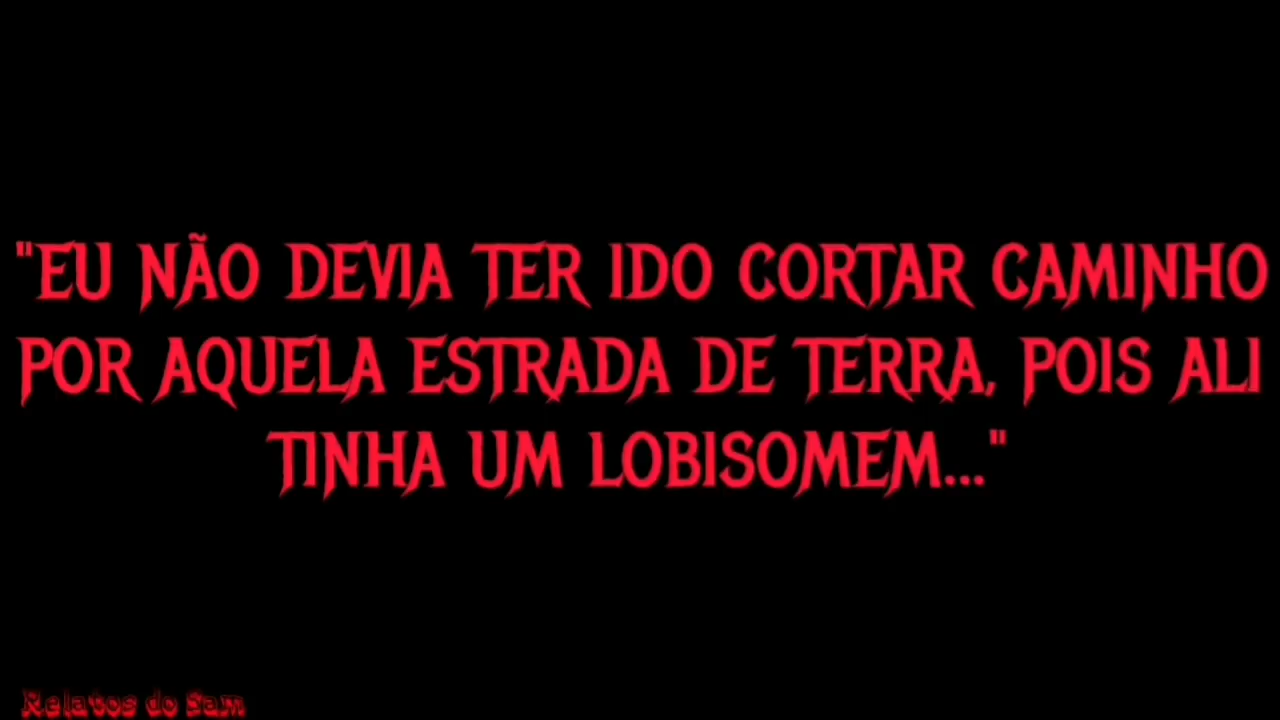 "EU NÃO DEVIA TER IDO CORTAR CAMINHO
POR AQUELA ESTRADA DE TERRA, POIS ALI
TINHA UM LOBISOMEM..."
Relatos do Sam